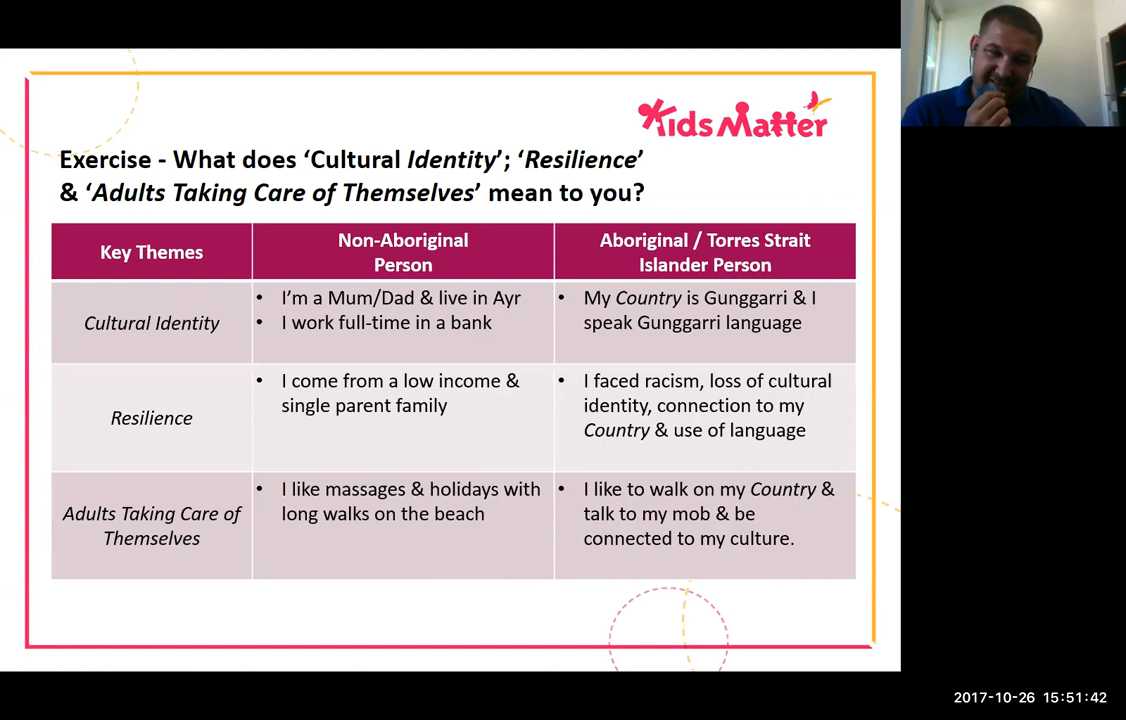 KidsMatter
Exercise - What does ‘Cultural Identity’; ‘Resilience’
& ‘Adults Taking Care of Themselves’ mean to you?
Key Themes
Non-Aboriginal
Person
Aboriginal / Torres Strait
Islander Person
Cultural Identity
• I’m a Mum/Dad & live in Ayr
• I work full-time in a bank
• My Country is Gunggarri & I
speak Gunggarri language
Resilience
• I come from a low income &
single parent family
• I faced racism, loss of cultural
identity, connection to my
Country & use of language
Adults Taking Care of
Themselves
• I like massages & holidays with
long walks on the beach
• I like to walk on my Country &
talk to my mob & be
connected to my culture.
2017-10-26 15:51:42